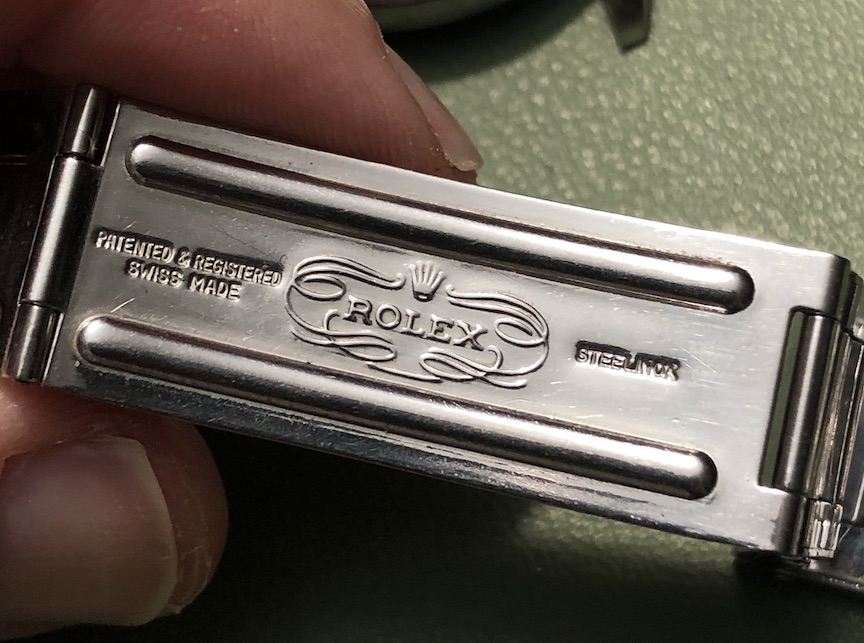 PATENTED & REGISTERED
SWISS MADE
ROLEX
STEELINOX